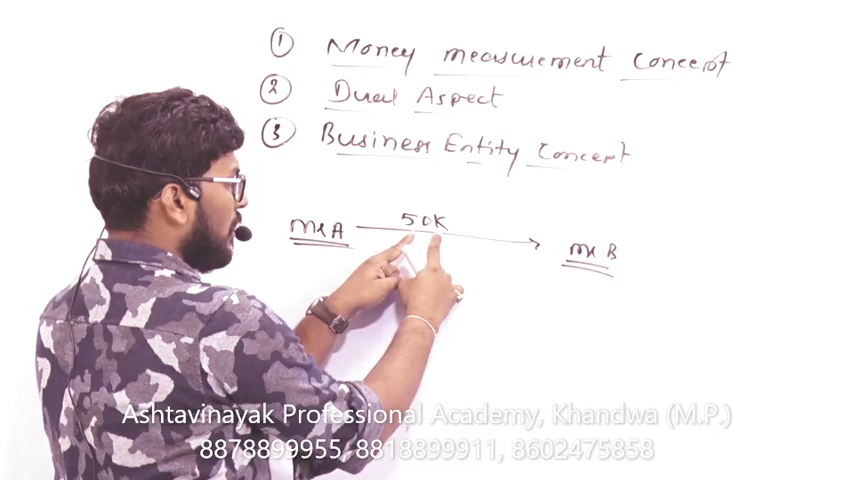 ① Money measurement Concept
② Dual Aspect
③ Business Entity Concept
Mr A 50K Mr B
Ashtavinayak Professional Academy, Khandwa (M.P.)
8878899955, 8818899911, 8602475858